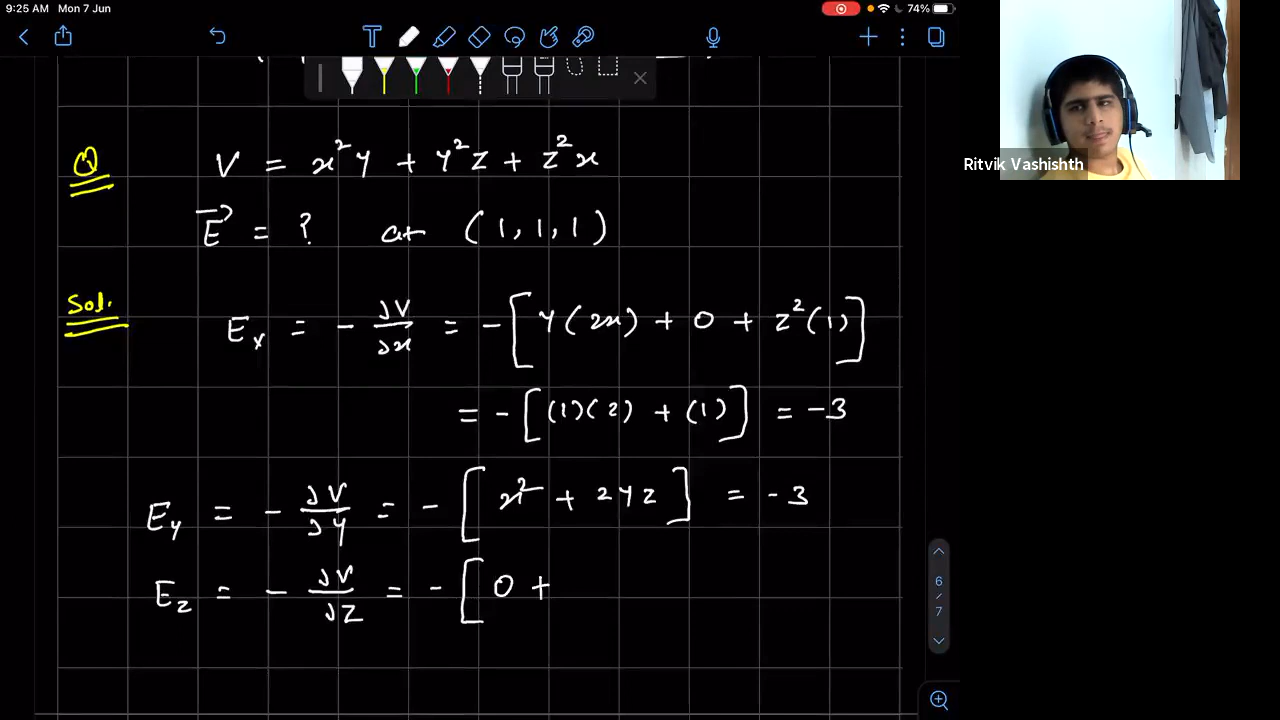 9:25 AM Mon 7 Jun
74%
T
Q V = x²y + y²z + z²x
E⃗ = ? at (1, 1, 1)
Sol. Eₓ = - ∂V/∂x = - [ y(2x) + 0 + z²(1) ]
= - [ (1)(2) + (1) ] = -3
E_y = - ∂V/∂y = - [ x² + 2yz ] = -3
E_z = - ∂V/∂z = - [ 0 +
6/7
Ritvik Vashishth